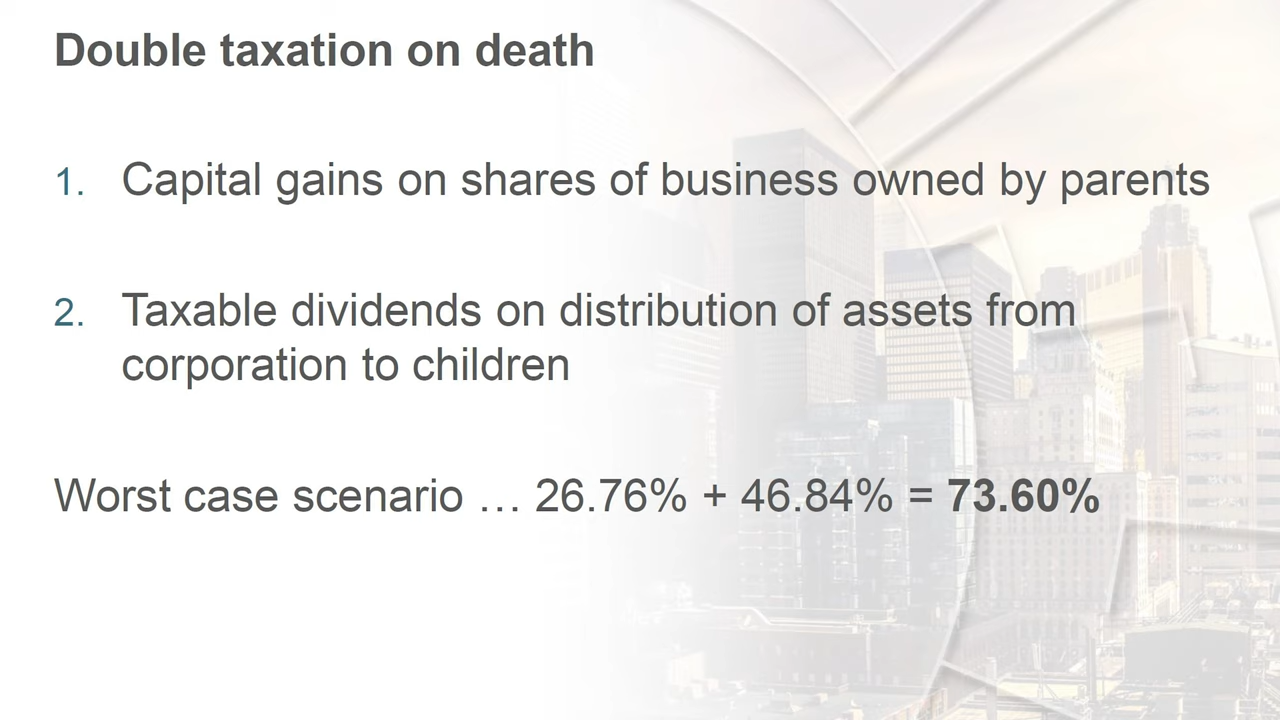 Double taxation on death
1. Capital gains on shares of business owned by parents
2. Taxable dividends on distribution of assets from
corporation to children
Worst case scenario … 26.76% + 46.84% = 73.60%